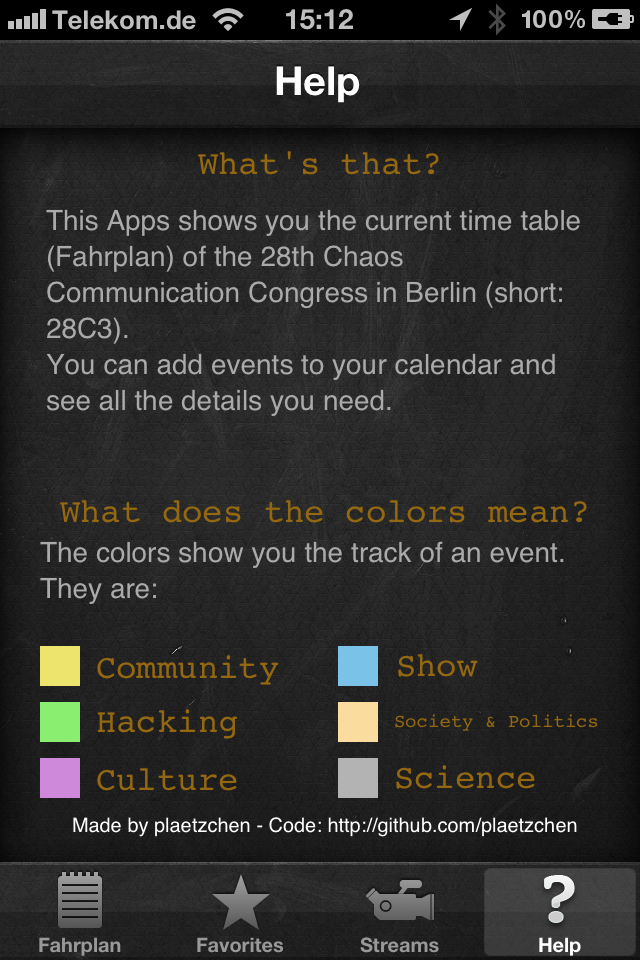 Telekom.de 15:12 100%
Help
What's that?
This Apps shows you the current time table
(Fahrplan) of the 28th Chaos
Communication Congress in Berlin (short:
28C3).
You can add events to your calendar and
see all the details you need.
What does the colors mean?
The colors show you the track of an event.
They are:
Community Show
Hacking Society & Politics
Culture Science
Made by plaetzchen - Code: http://github.com/plaetzchen
Fahrplan Favorites Streams Help